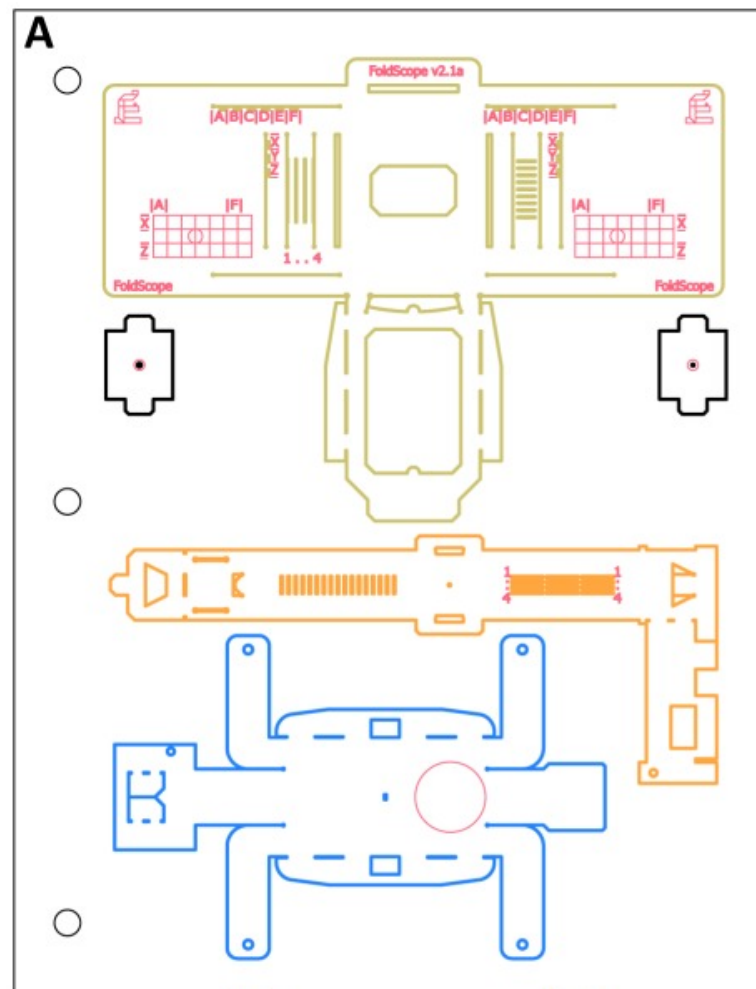 A
FoldScope v2.1a
|A|B|C|D|E|F| |A|B|C|D|E|F|
X X
Y Y
Z Z
|A| |F| |A| |F|
X X
Z Z
1 . . 4
FoldScope FoldScope
1 1
4 4